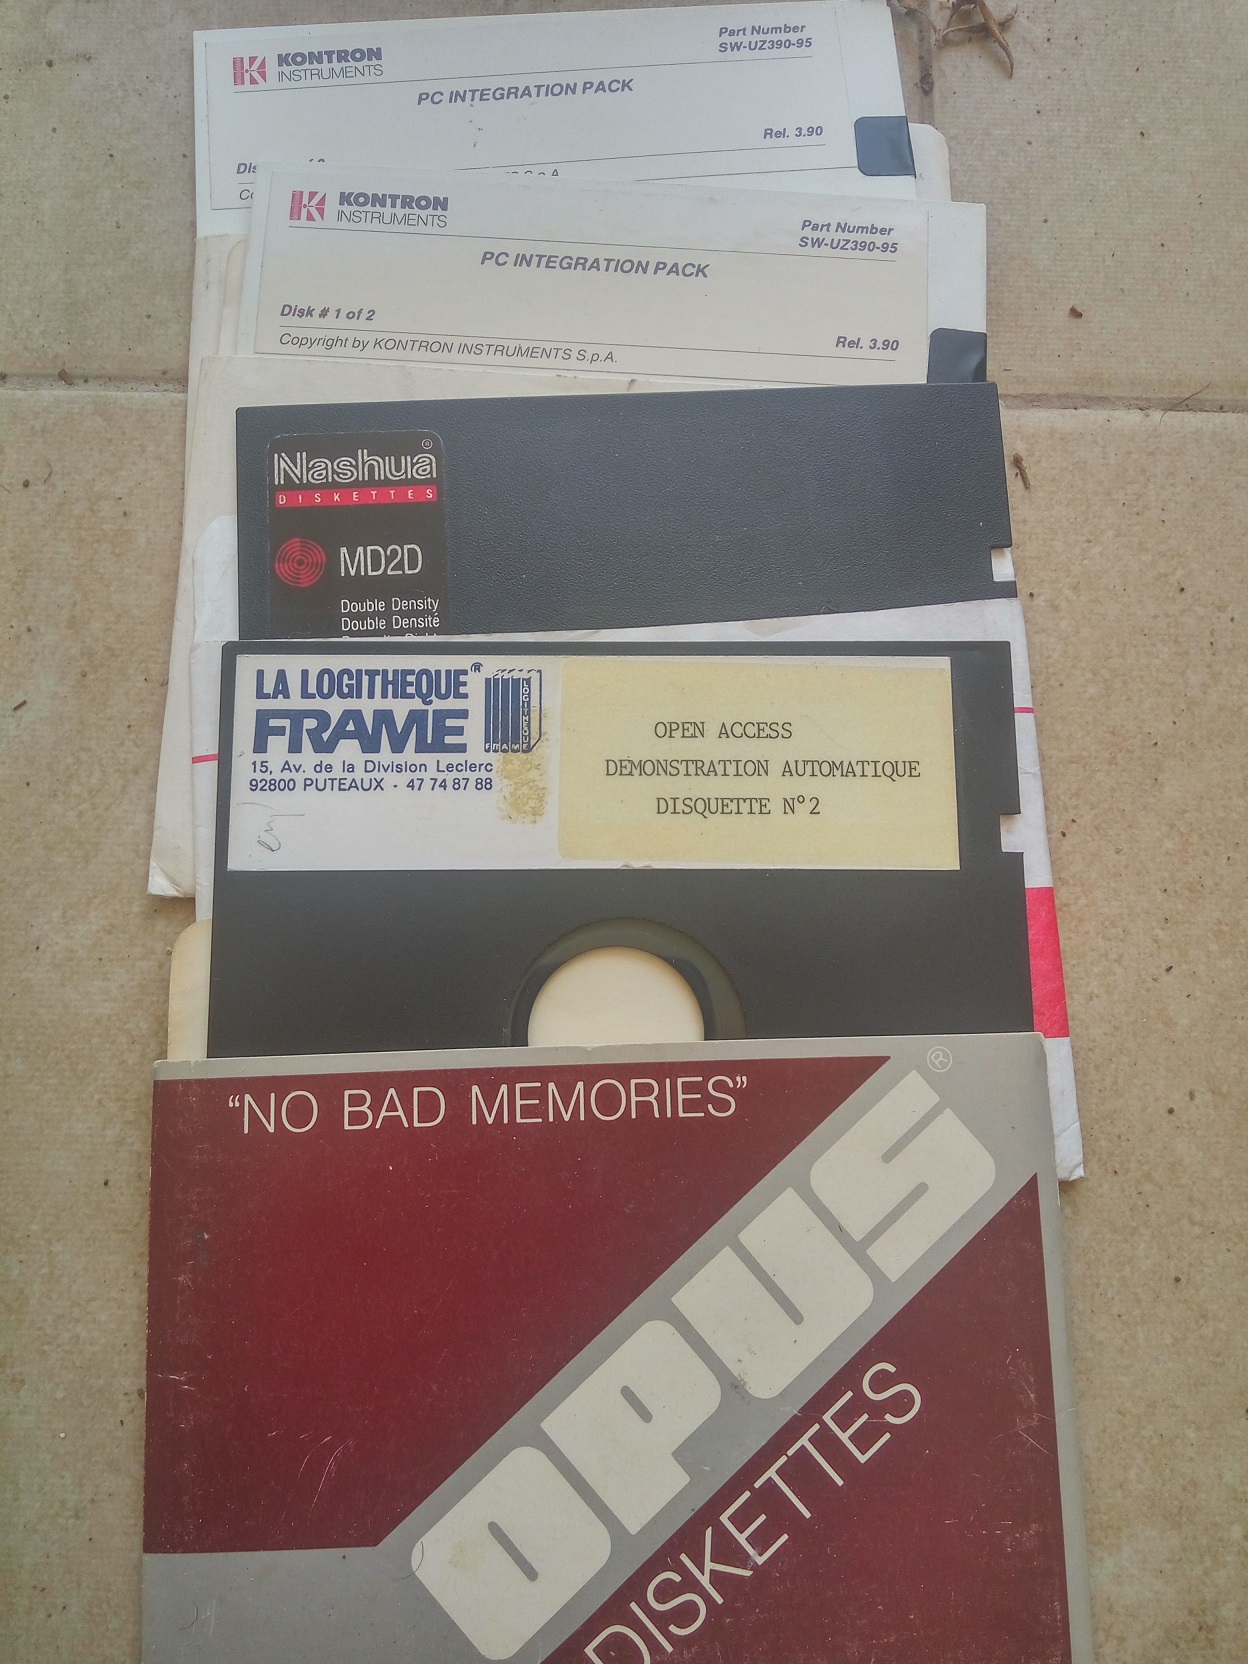 KONTRON
INSTRUMENTS
Part Number
SW-UZ390-95
PC INTEGRATION PACK
Rel. 3.90
KONTRON
INSTRUMENTS
Part Number
SW-UZ390-95
PC INTEGRATION PACK
Disk # 1 of 2
Rel. 3.90
Copyright by KONTRON INSTRUMENTS S.p.A.
Nashua®
DISKETTES
MD2D
Double Density
Double Densité
LA LOGITHEQUE®
FRAME
LOGITHEQUE
FRAME
15, Av. de la Division Leclerc
92800 PUTEAUX - 47 74 87 88
OPEN ACCESS
DEMONSTRATION AUTOMATIQUE
DISQUETTE N°2
"NO BAD MEMORIES"
OPUS®
DISKETTES